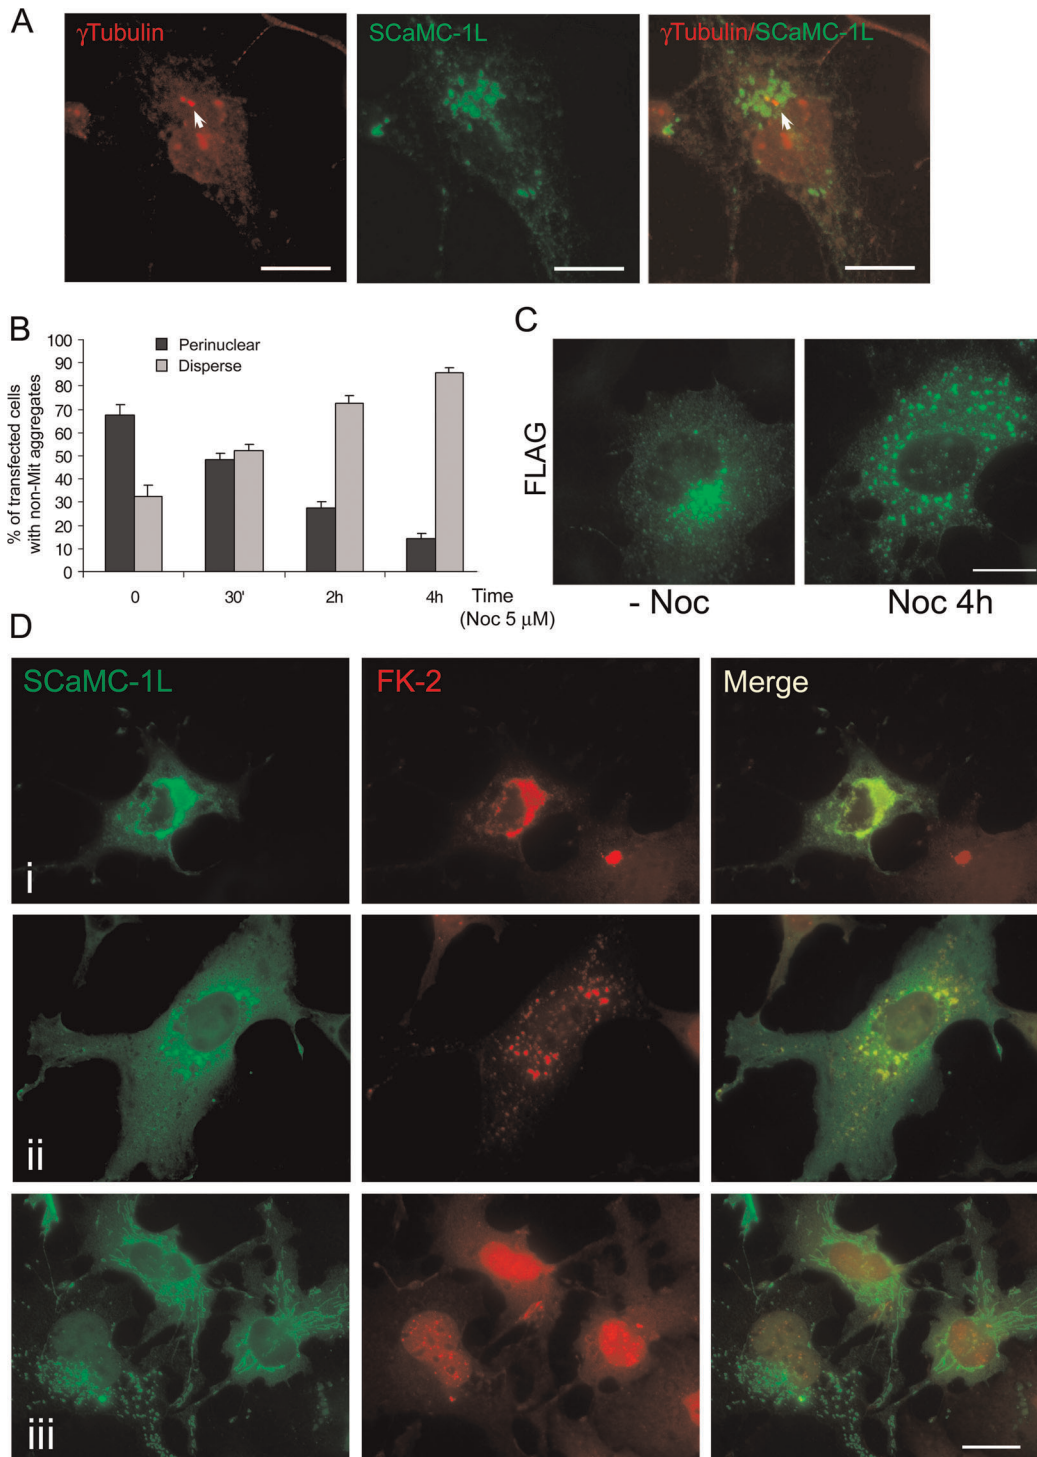 A
γTubulin
SCaMC-1L
γTubulin/SCaMC-1L
B
% of transfected cells
with non-Mit aggregates
100
90
80
70
60
50
40
30
20
10
0
Perinuclear
Disperse
0
30'
2h
4h
Time
(Noc 5 μM)
C
FLAG
- Noc
Noc 4h
D
SCaMC-1L
FK-2
Merge
i
ii
iii